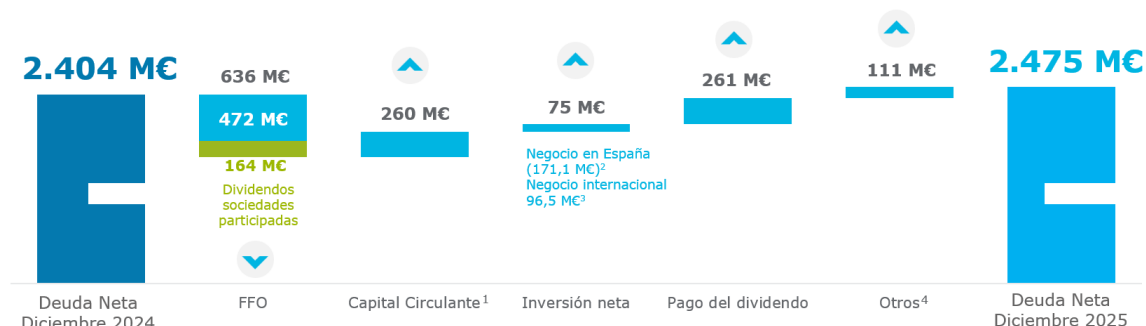 2.404 M€
636 M€
472 M€
164 M€
Dividendos
sociedades
participadas
260 M€
75 M€
Negocio en España
(171,1 M€)²
Negocio internacional
96,5 M€³
261 M€
111 M€
2.475 M€
Deuda Neta
Diciembre 2024
FFO
Capital Circulante¹
Inversión neta
Pago del dividendo
Otros⁴
Deuda Neta
Diciembre 2025